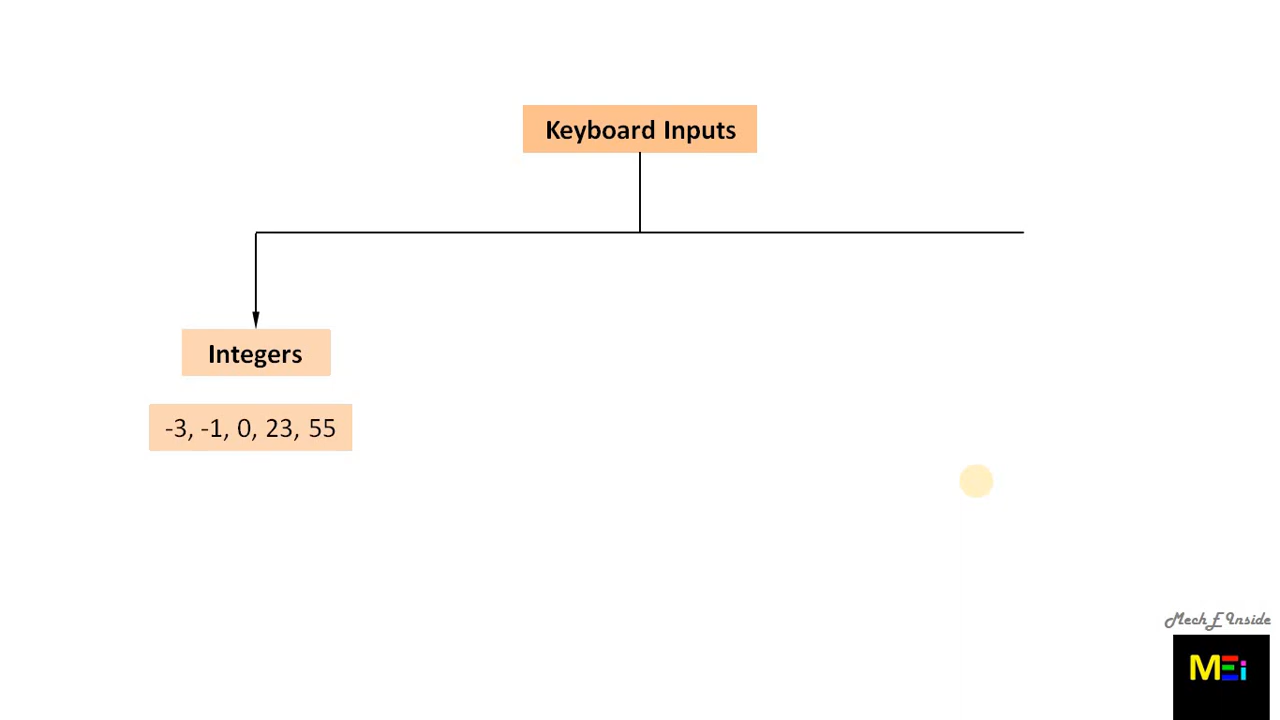 Keyboard Inputs
Integers
-3, -1, 0, 23, 55
Mech E Inside
MEi